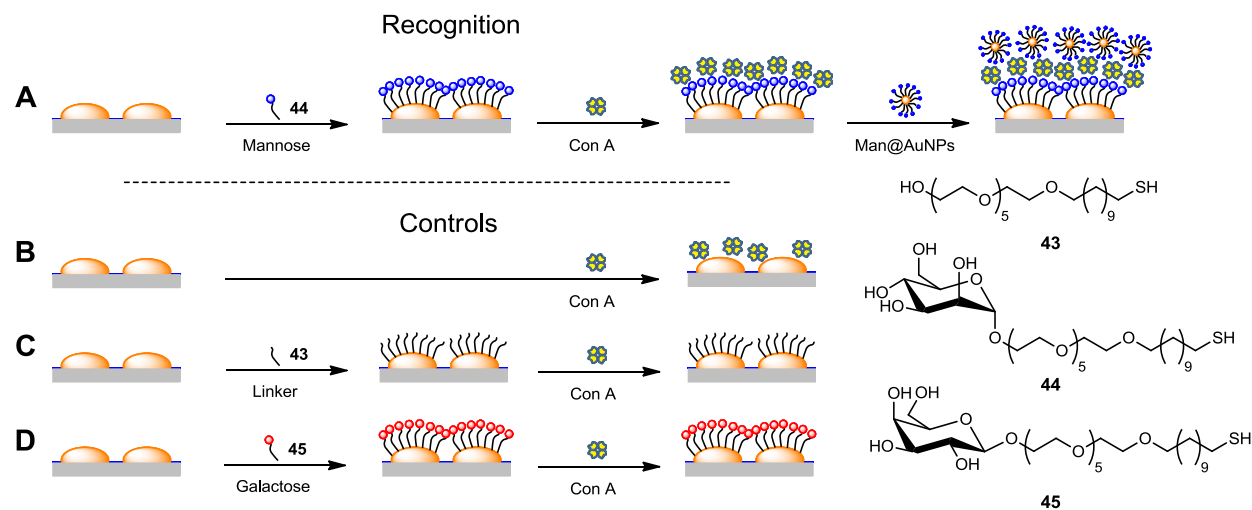 Recognition
A
44
Mannose
Con A
Man@AuNPs
HO
O
5
O
9
SH
43
Controls
B
Con A
OH
HO
OH
O
HO
HO
O
O
5
O
9
SH
44
C
43
Linker
Con A
D
45
Galactose
Con A
OH
OH
O
HO
OH
O
O
5
O
9
SH
45